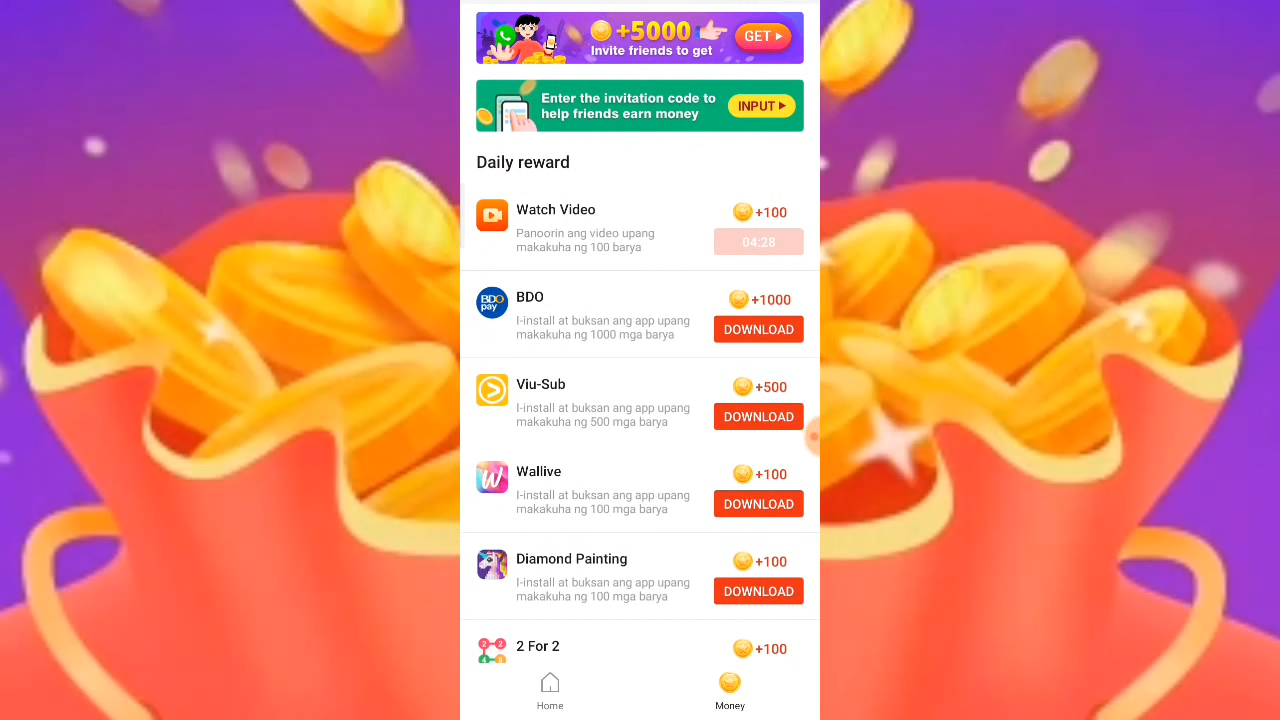 +5000
Invite friends to get
GET
Enter the invitation code to
help friends earn money
INPUT
Daily reward
Watch Video
+100
Panoorin ang video upang
makakuha ng 100 barya
04:28
BDO
pay
BDO
+1000
I-install at buksan ang app upang
makakuha ng 1000 mga barya
DOWNLOAD
Viu-Sub
+500
I-install at buksan ang app upang
makakuha ng 500 mga barya
DOWNLOAD
W
Wallive
+100
I-install at buksan ang app upang
makakuha ng 100 mga barya
DOWNLOAD
Diamond Painting
+100
I-install at buksan ang app upang
makakuha ng 100 mga barya
DOWNLOAD
2 2
2 For 2
+100
Home
Money